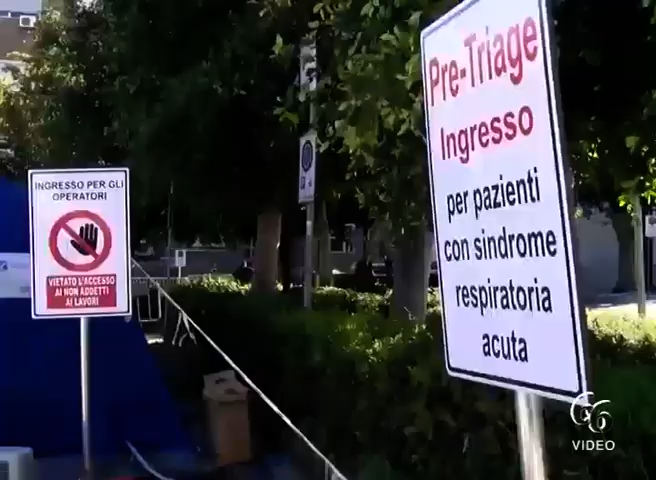 INGRESSO PER GLI
OPERATORI
VIETATO L'ACCESSO
AI NON ADDETTI
AI LAVORI
Pre-Triage
Ingresso
per pazienti
con sindrome
respiratoria
acuta
VIDEO